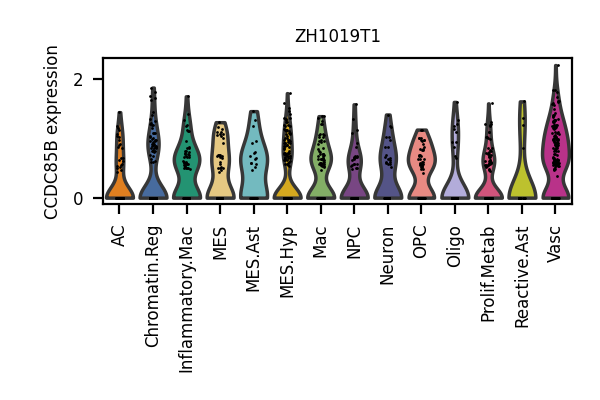 ZH1019T1
CCDC85B expression
2
0
AC
Chromatin.Reg
Inflammatory.Mac
MES
MES.Ast
MES.Hyp
Mac
NPC
Neuron
OPC
Oligo
Prolif.Metab
Reactive.Ast
Vasc